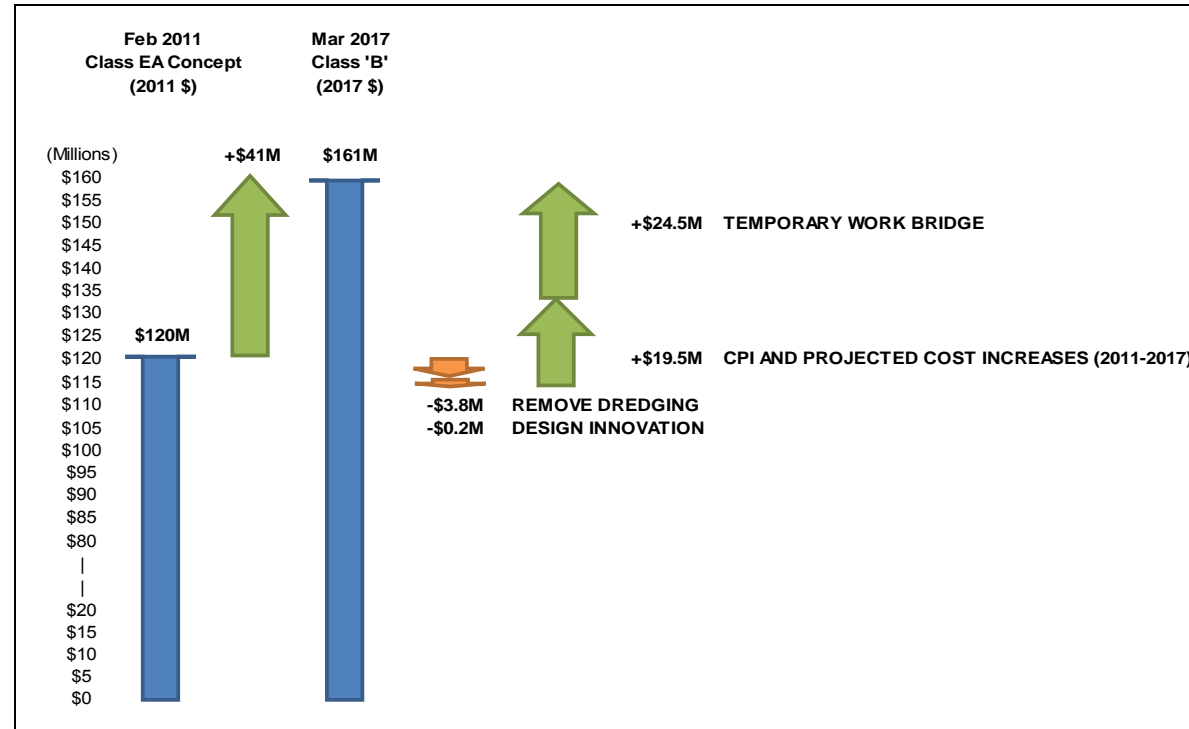 Feb 2011
Class EA Concept
(2011 $)
Mar 2017
Class 'B'
(2017 $)
(Millions)
+$41M
$161M
$160
$155
$150
+$24.5M TEMPORARY WORK BRIDGE
$145
$140
$135
$130
$125
$120M
$120
+$19.5M CPI AND PROJECTED COST INCREASES (2011-2017)
$115
$110
-$3.8M REMOVE DREDGING
$105
-$0.2M DESIGN INNOVATION
$100
$95
$90
$85
$80
|
|
$20
$15
$10
$5
$0